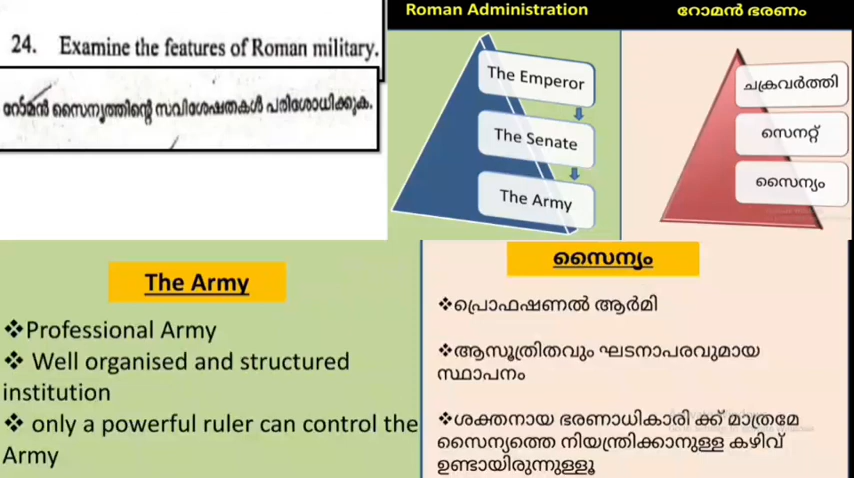 24. Examine the features of Roman military.
റോമൻ സൈന്യത്തിന്റെ സവിശേഷതകൾ പരിശോധിക്കുക.
Roman Administration
The Emperor
The Senate
The Army
റോമൻ ഭരണം
ചക്രവർത്തി
സെനറ്റ്
സൈന്യം
The Army
❖Professional Army
❖ Well organised and structured
institution
❖ only a powerful ruler can control the
Army
സൈന്യം
❖പ്രൊഫഷണൽ ആർമി
❖ആസൂത്രിതവും ഘടനാപരവുമായ
സ്ഥാപനം
❖ശക്തനായ ഭരണാധികാരി ക്ക് മാത്രമേ
സൈന്യത്തെ നിയന്ത്രിക്കാനുള്ള കഴിവ്
ഉണ്ടായിരുന്നുള്ളൂ